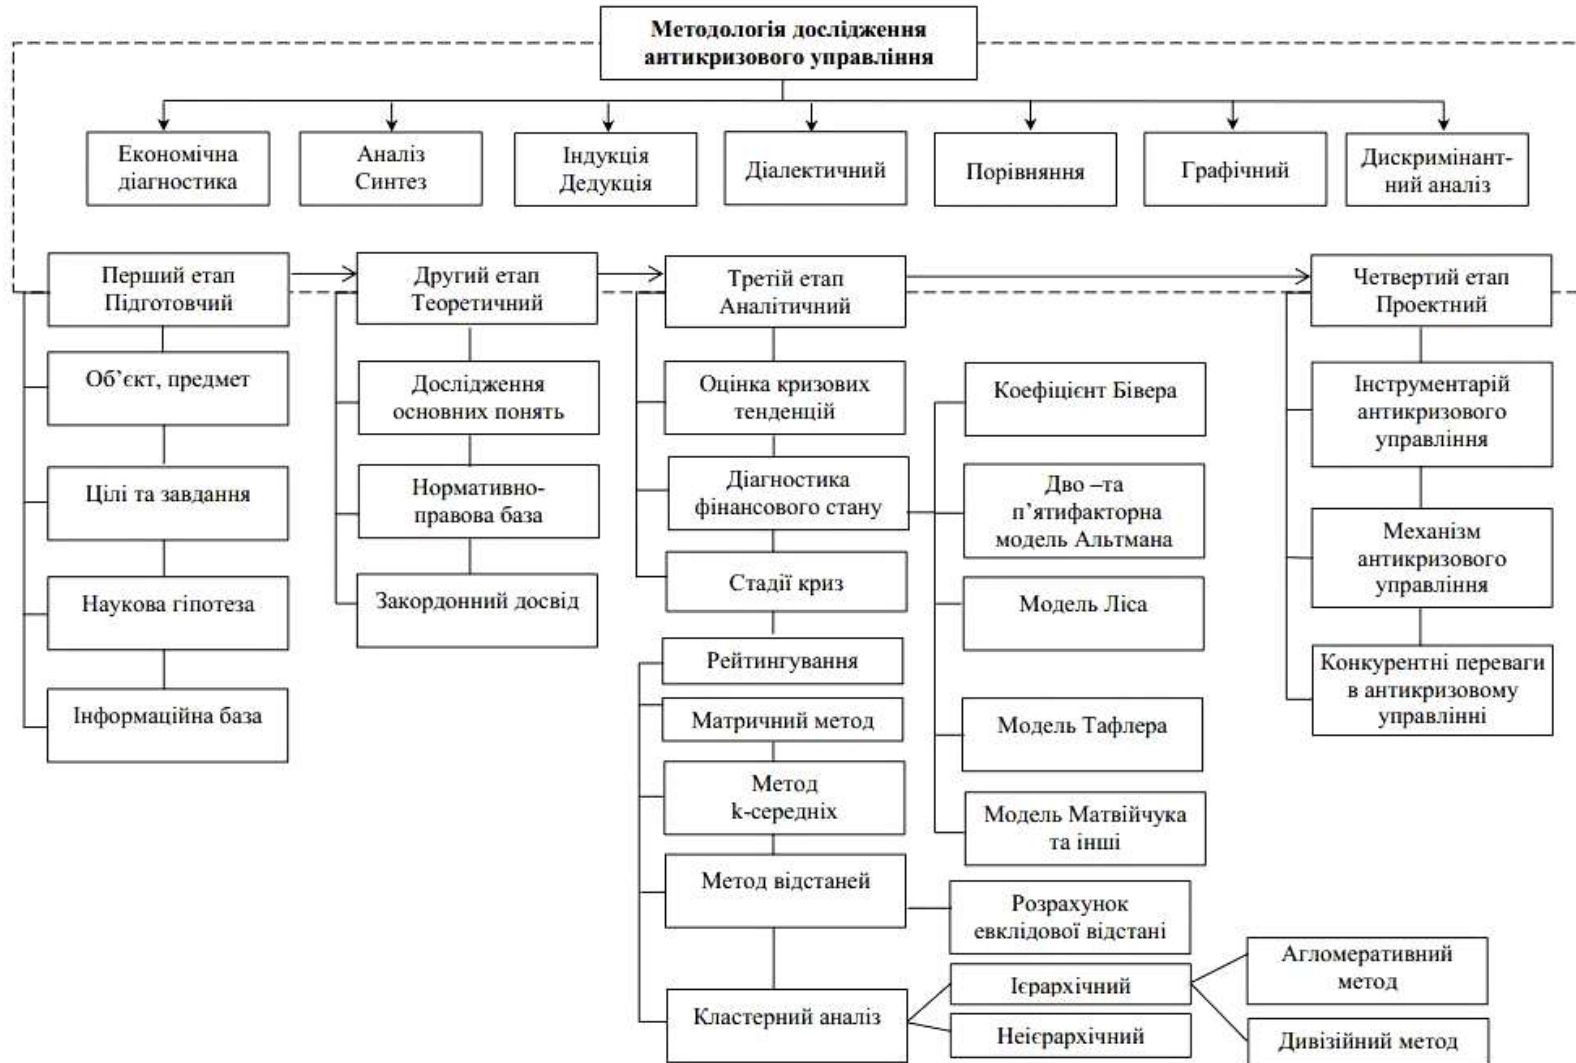 Методологія дослідження
антикризового управління
Економічна
діагностика
Аналіз
Синтез
Індукція
Дедукція
Діалектичний
Порівняння
Графічний
Дискримінант-
ний аналіз
Перший етап
Підготовчий
Другий етап
Теоретичний
Третій етап
Аналітичний
Четвертий етап
Проектний
Об’єкт, предмет
Цілі та завдання
Наукова гіпотеза
Інформаційна база
Дослідження
основних понять
Нормативно-
правова база
Закордонний досвід
Оцінка кризових
тенденцій
Діагностика
фінансового стану
Стадії криз
Рейтингування
Матричний метод
Метод
k-середніх
Метод відстаней
Кластерний аналіз
Коефіцієнт Бівера
Дво –та
п’ятифакторна
модель Альтмана
Модель Ліса
Модель Тафлера
Модель Матвійчука
та інші
Розрахунок
евклідової відстані
Ієрархічний
Неієрархічний
Агломеративний
метод
Дивізійний метод
Інструментарій
антикризового
управління
Механізм
антикризового
управління
Конкурентні переваги
в антикризовому
управлінні